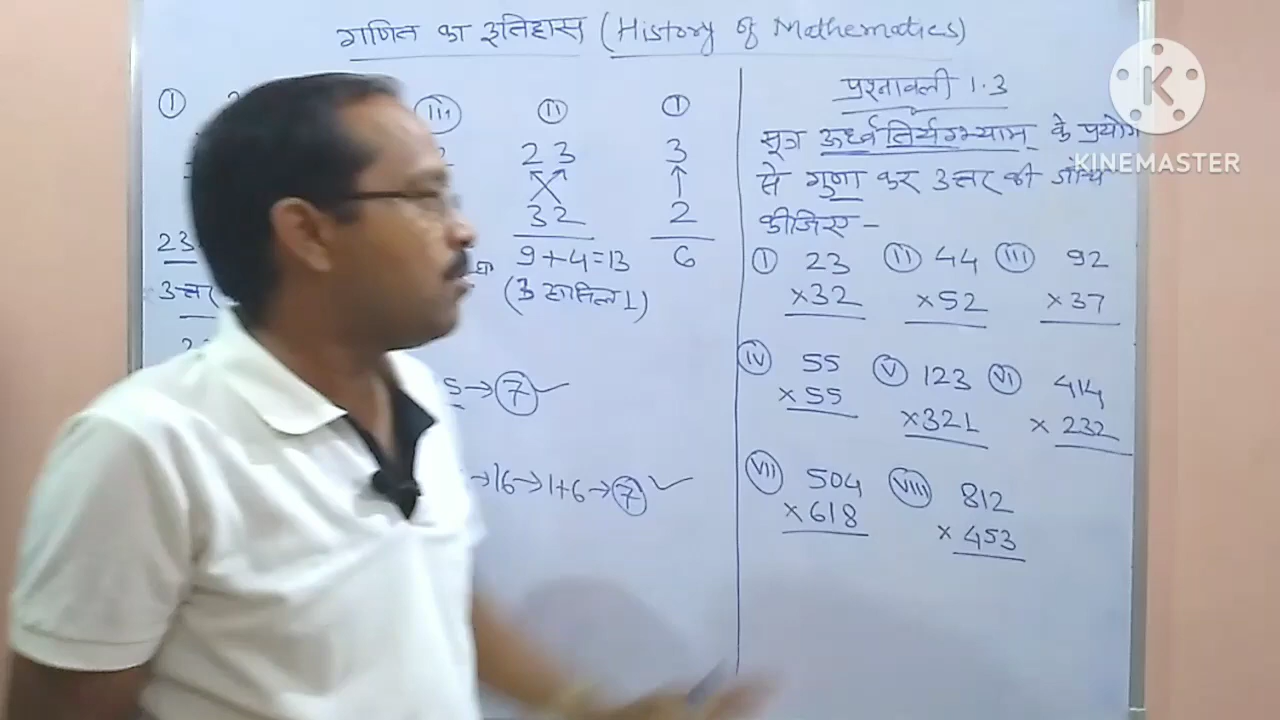 गणित का इतिहास (History of Mathematics)
I
III
II
I
23
3
32
2
9+4=13
6
(3 हासिल 1)
23
उत्तर
5→7✓
→16→1+6→7✓
प्रश्नावली 1.3
सूत्र ऊर्ध्वतिर्यग्भ्याम् के प्रयोग
से गुणा कर उत्तर की जाँच
कीजिए –
I 23 II 44 III 92
×32 ×52 ×37
IV 55 V 123 VI 414
×55 ×321 ×232
VII 504 VIII 812
×618 ×453
K
KINEMASTER